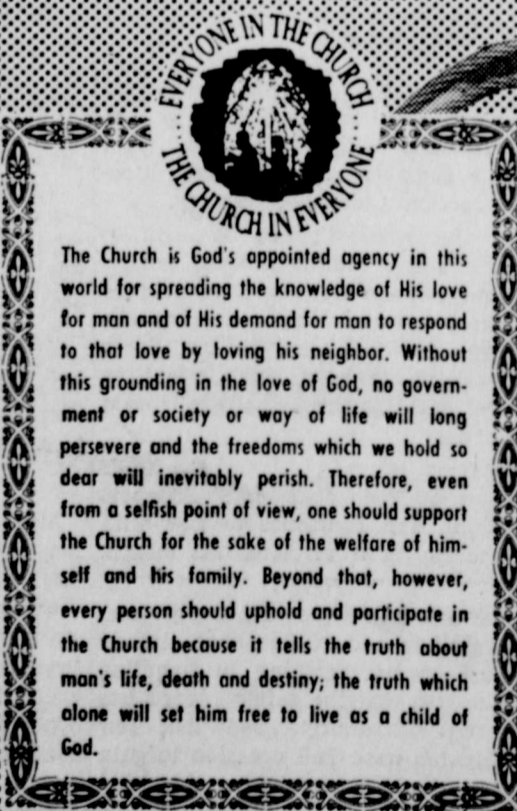 EVERYONE IN THE CHURCH
THE CHURCH IN EVERYONE
The Church is God's appointed agency in this
world for spreading the knowledge of His love
for man and of His demand for man to respond
to that love by loving his neighbor. Without
this grounding in the love of God, no govern-
ment or society or way of life will long
persevere and the freedoms which we hold so
dear will inevitably perish. Therefore, even
from a selfish point of view, one should support
the Church for the sake of the welfare of him-
self and his family. Beyond that, however,
every person should uphold and participate in
the Church because it tells the truth about
man's life, death and destiny; the truth which
alone will set him free to live as a child of
God.